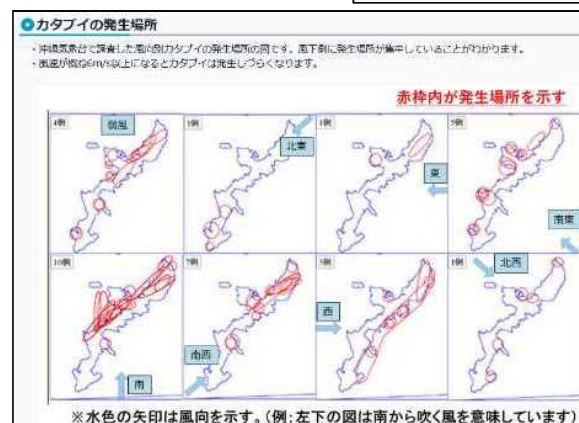 カタブイの発生場所
・沖縄気象台で調査した風向別カタブイの発生場所の図です。風下側に発生場所が集中していることがわかります。
・風速が概ね6m/s以上になるとカタブイは発生しづらくなります。
赤枠内が発生場所を示す
4例
弱風
北東
1例
東
9例
南東
10例
南
7例
南西
西
北西
※水色の矢印は風向を示す。(例:左下の図は南から吹く風を意味しています)